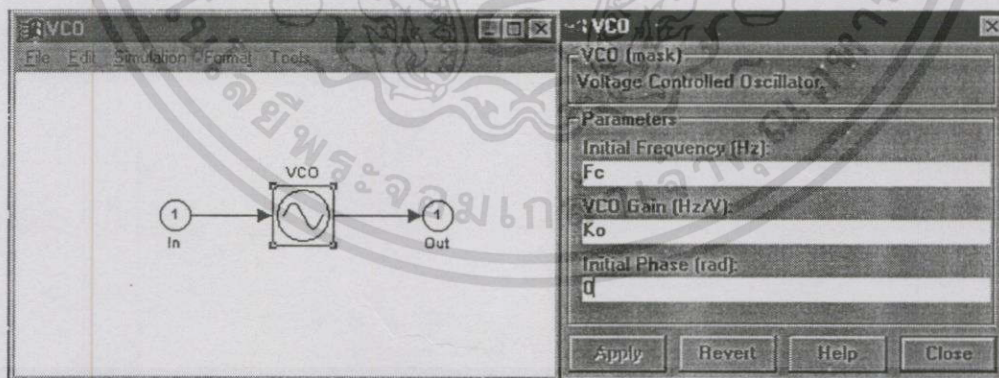 VCO
File Edit Simulation Format Tools
VCO
1
In
1
Out
VCO
VCO (mask)
Voltage Controlled Oscillator.
Parameters
Initial Frequency (Hz):
Fc
VCO Gain (Hz/V):
Ko
Initial Phase (rad):
0
Apply Revert Help Close